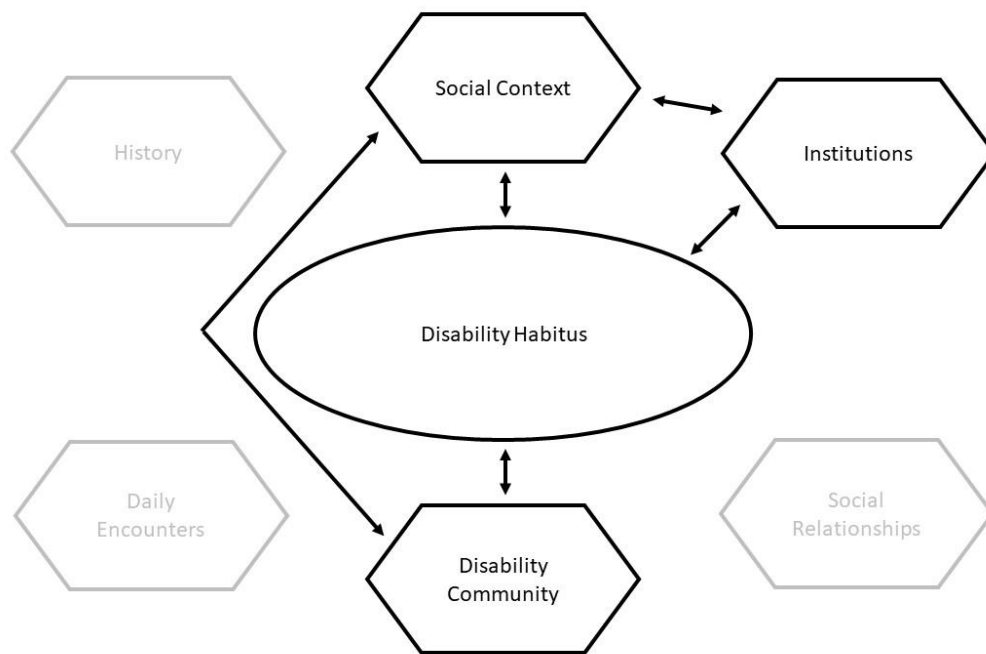 Social Context
History
Institutions
Disability Habitus
Daily
Encounters
Social
Relationships
Disability
Community